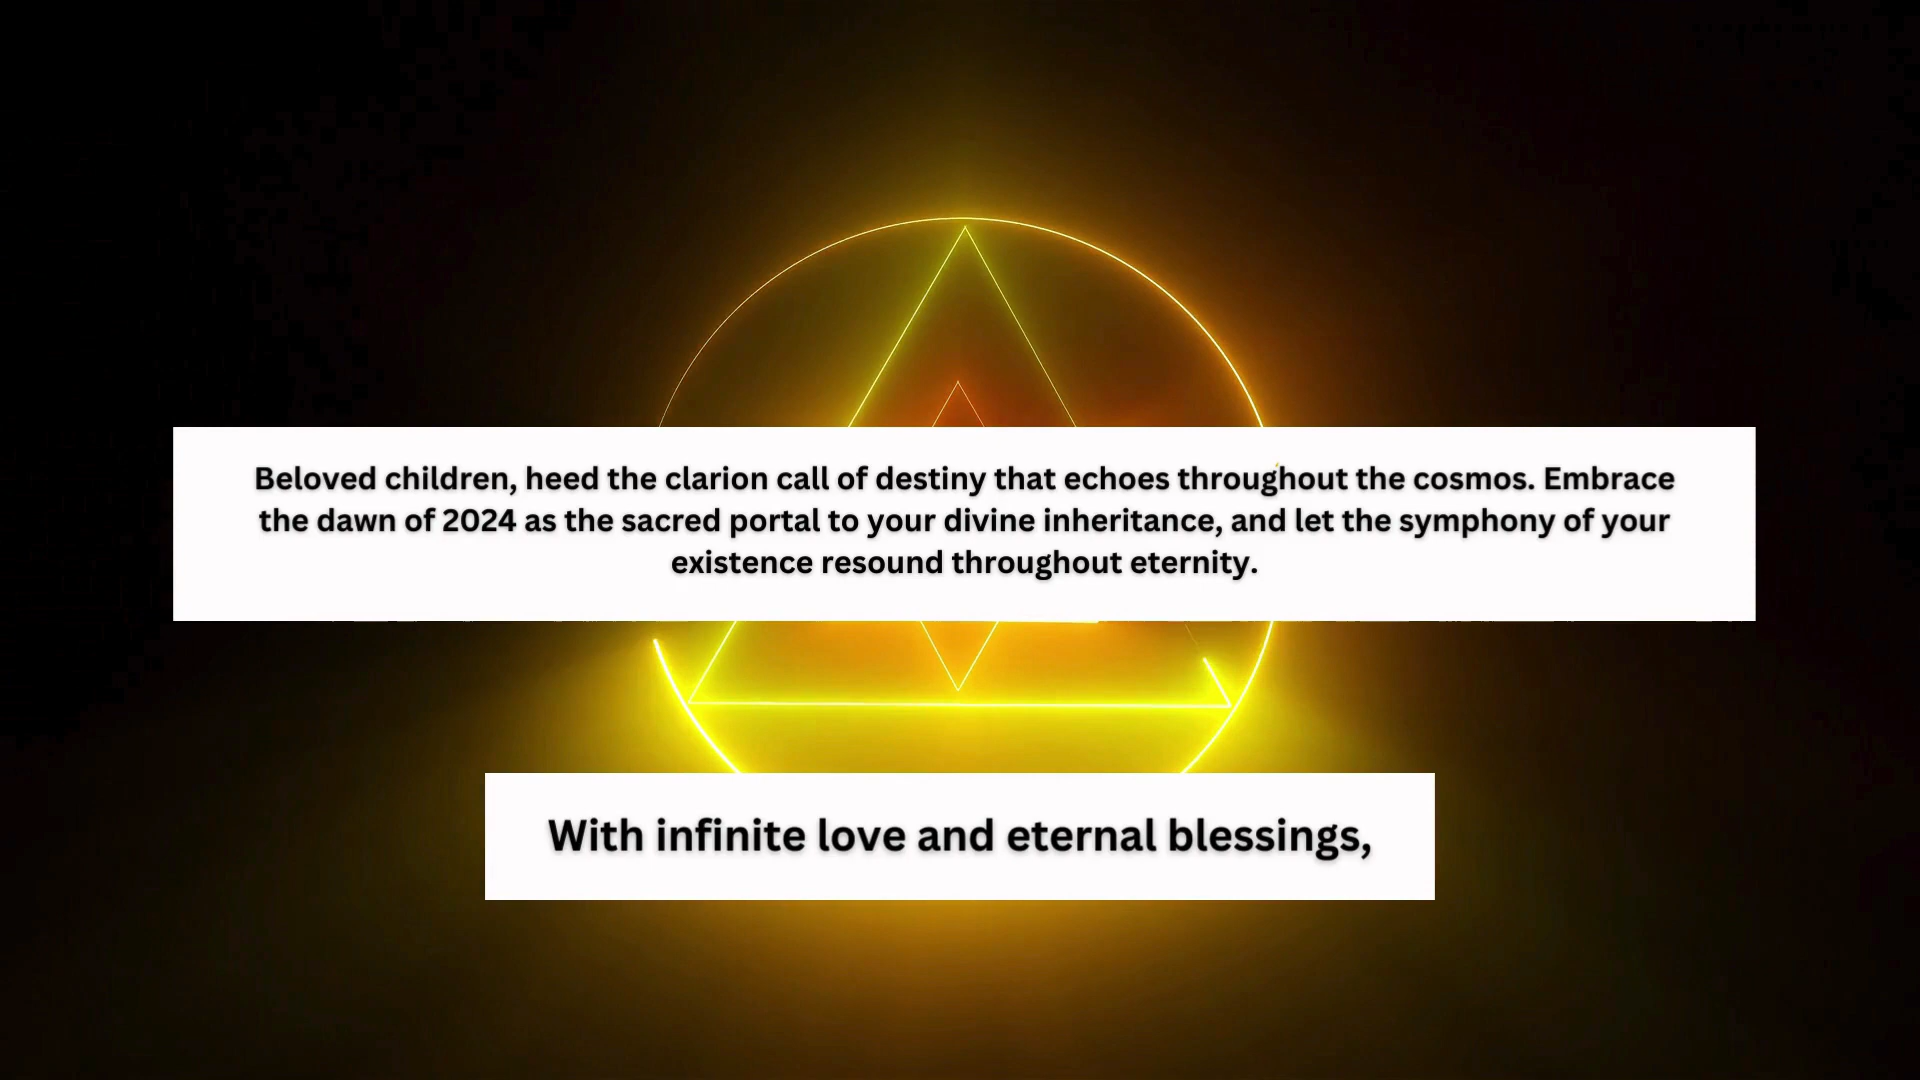 Beloved children, heed the clarion call of destiny that echoes throughout the cosmos. Embrace
the dawn of 2024 as the sacred portal to your divine inheritance, and let the symphony of your
existence resound throughout eternity.
With infinite love and eternal blessings,